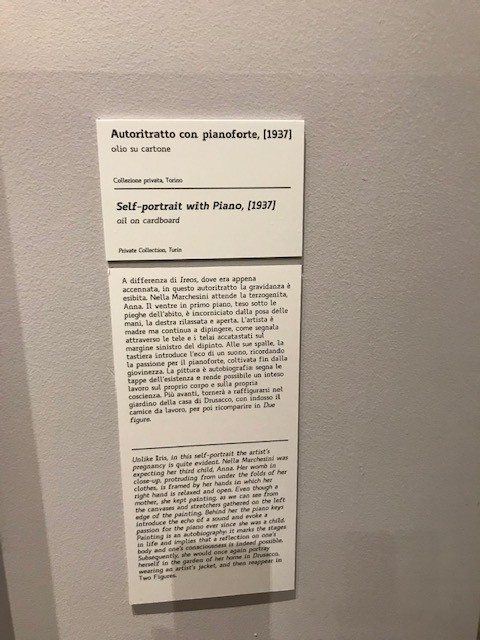 Autoritratto con pianoforte, [1937]
olio su cartone
Collezione privata, Torino
Self-portrait with Piano, [1937]
oil on cardboard
Private Collection, Turin
A differenza di Ireos, dove era appena
accennata, in questo autoritratto la gravidanza è
esibita. Nella Marchesini attende la terzogenita,
Anna. Il ventre in primo piano, teso sotto le
pieghe dell'abito, è incorniciato dalla posa delle
mani, la destra rilassata e aperta. L'artista è
madre ma continua a dipingere, come segnala
attraverso le tele e i telai accatastati sul
margine sinistro del dipinto. Alle sue spalle, la
tastiera introduce l'eco di un suono, ricordando
la passione per il pianoforte, coltivata fin dalla
giovinezza. La pittura è autobiografia: segna le
tappe dell'esistenza e rende possibile un inteso
lavoro sul proprio corpo e sulla propria
coscienza. Più avanti, tornerà a raffigurarsi nel
giardino della casa di Drusacco, con indosso il
camice da lavoro, per poi ricomparire in Due
figure.
Unlike Iris, in this self-portrait the artist's
pregnancy is quite evident. Nella Marchesini was
expecting her third child, Anna. Her womb in
close-up, protruding from under the folds of her
clothes, is framed by her hands in which her
right hand is relaxed and open. Even though a
mother, she kept painting, as we can see from
the canvases and stretchers gathered on the left
edge of the painting. Behind her the piano keys
introduce the echo of a sound and evoke a
passion for the piano ever since she was a child.
Painting is an autobiography: it marks the stages
in life and implies that a reflection on one's
body and one's consciousness is indeed possible.
Subsequently, she would once again portray
herself in the garden of her home in Drusacco,
wearing an artist's jacket, and then reappear in
Two Figures.